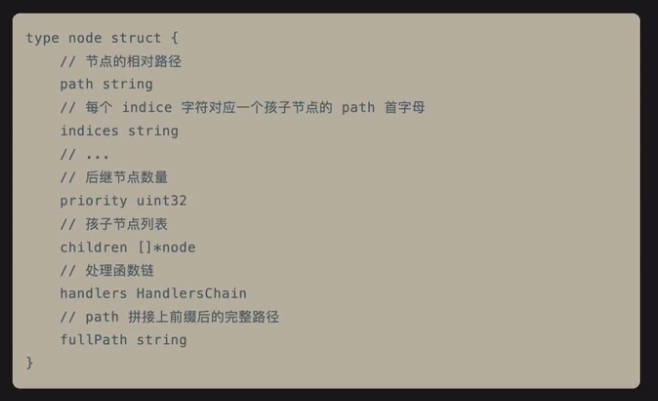 type node struct {
    // 节点的相对路径
    path string
    // 每个 indice 字符对应一个孩子节点的 path 首字母
    indices string
    // ...
    // 后继节点数量
    priority uint32
    // 孩子节点列表
    children []*node
    // 处理函数链
    handlers HandlersChain
    // path 拼接上前缀后的完整路径
    fullPath string
}